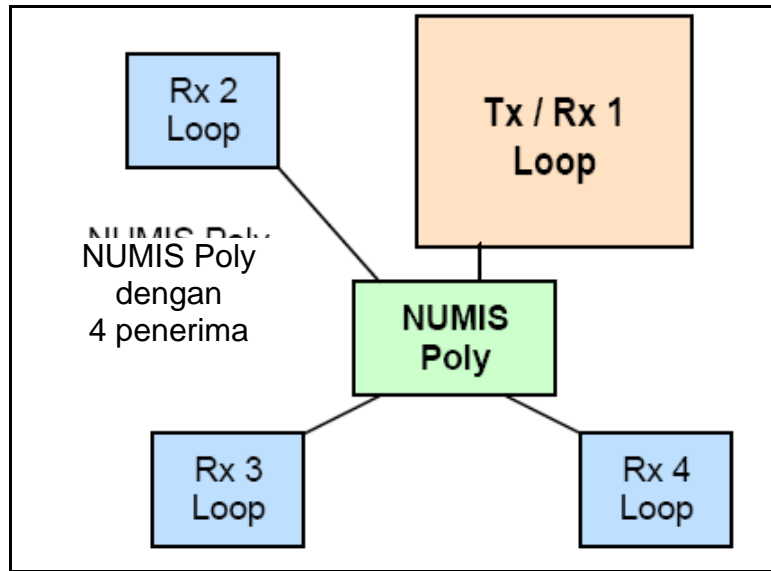 Rx 2
Loop
Tx / Rx 1
Loop
NUMIS Poly
dengan
4 penerima
NUMIS
Poly
Rx 3
Loop
Rx 4
Loop